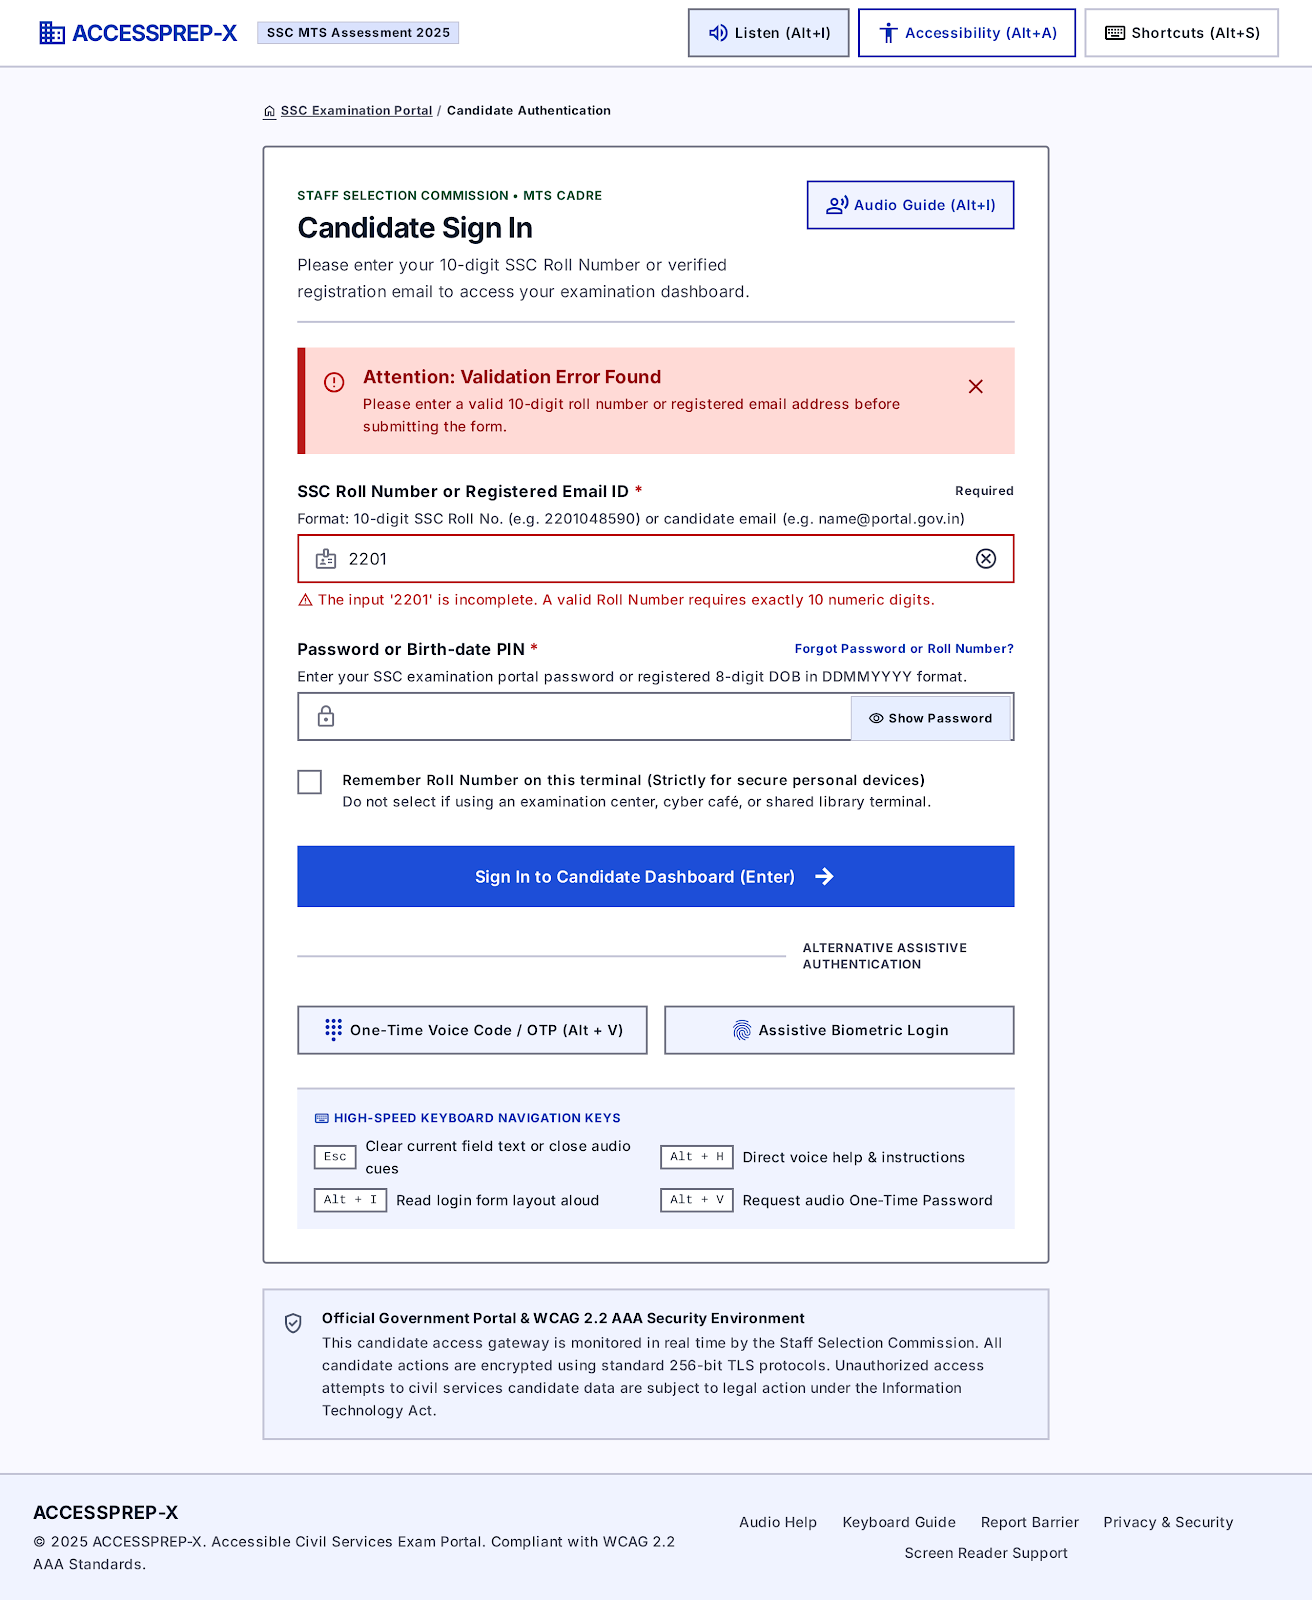 ACCESSPREP-X
SSC MTS Assessment 2025
Listen (Alt+I)
Accessibility (Alt+A)
Shortcuts (Alt+S)
SSC Examination Portal / Candidate Authentication
STAFF SELECTION COMMISSION • MTS CADRE
Candidate Sign In
Please enter your 10-digit SSC Roll Number or verified
registration email to access your examination dashboard.
Audio Guide (Alt+I)
Attention: Validation Error Found
Please enter a valid 10-digit roll number or registered email address before
submitting the form.
SSC Roll Number or Registered Email ID *
Required
Format: 10-digit SSC Roll No. (e.g. 2201048590) or candidate email (e.g. name@portal.gov.in)
2201
The input '2201' is incomplete. A valid Roll Number requires exactly 10 numeric digits.
Password or Birth-date PIN *
Forgot Password or Roll Number?
Enter your SSC examination portal password or registered 8-digit DOB in DDMMYYYY format.
Show Password
Remember Roll Number on this terminal (Strictly for secure personal devices)
Do not select if using an examination center, cyber café, or shared library terminal.
Sign In to Candidate Dashboard (Enter)
ALTERNATIVE ASSISTIVE
AUTHENTICATION
One-Time Voice Code / OTP (Alt + V)
Assistive Biometric Login
HIGH-SPEED KEYBOARD NAVIGATION KEYS
Esc Clear current field text or close audio
cues
Alt + H Direct voice help & instructions
Alt + I Read login form layout aloud
Alt + V Request audio One-Time Password
Official Government Portal & WCAG 2.2 AAA Security Environment
This candidate access gateway is monitored in real time by the Staff Selection Commission. All
candidate actions are encrypted using standard 256-bit TLS protocols. Unauthorized access
attempts to civil services candidate data are subject to legal action under the Information
Technology Act.
ACCESSPREP-X
© 2025 ACCESSPREP-X. Accessible Civil Services Exam Portal. Compliant with WCAG 2.2
AAA Standards.
Audio Help
Keyboard Guide
Report Barrier
Privacy & Security
Screen Reader Support